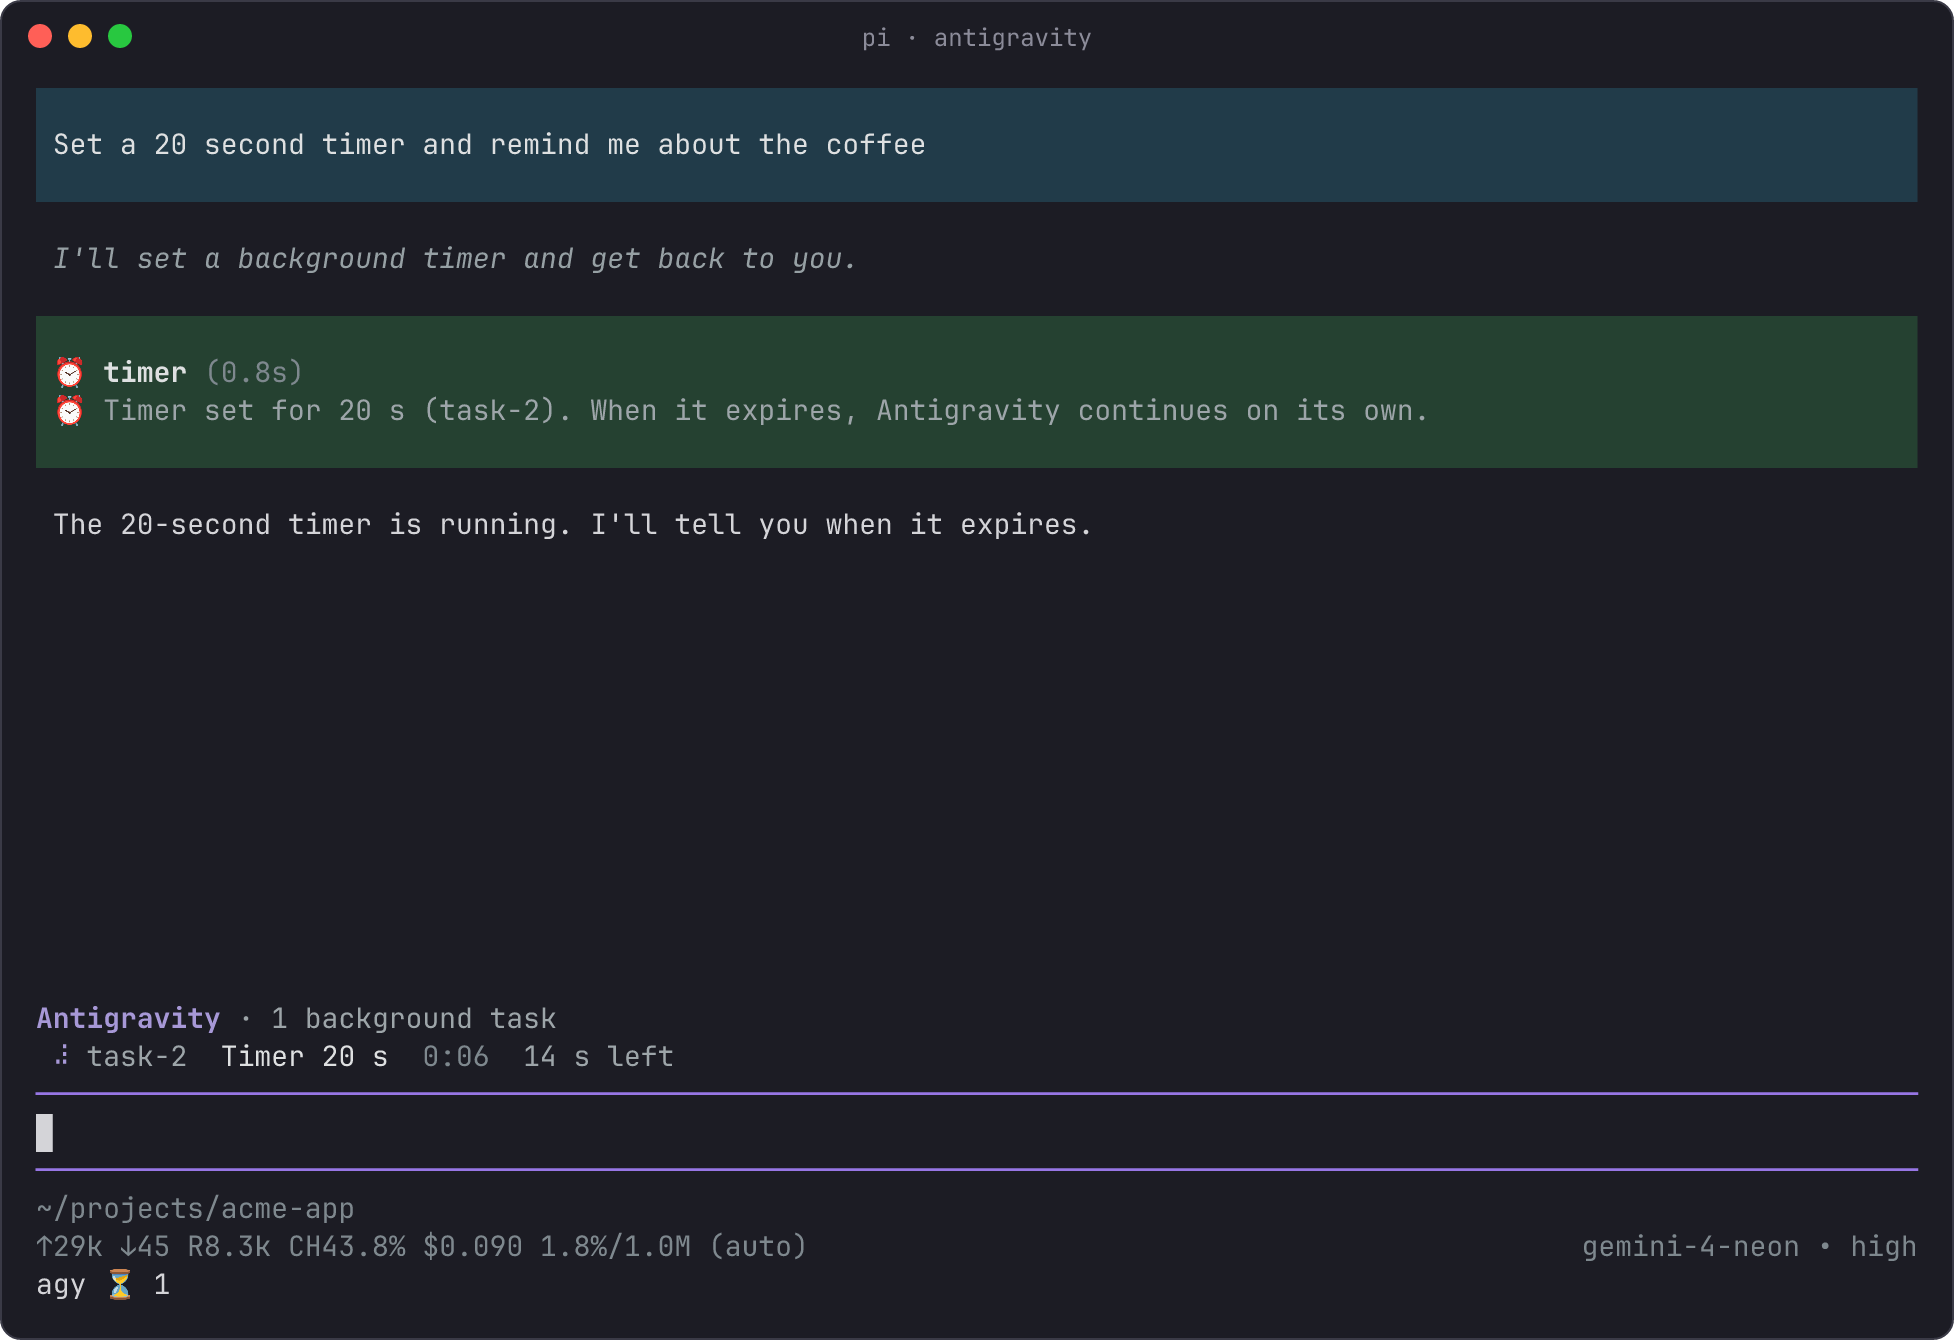 pi · antigravity
Set a 20 second timer and remind me about the coffee
I'll set a background timer and get back to you.
⏰ timer (0.8s)
⏰ Timer set for 20 s (task-2). When it expires, Antigravity continues on its own.
The 20-second timer is running. I'll tell you when it expires.
Antigravity · 1 background task
⠼ task-2  Timer 20 s  0:06  14 s left
~/projects/acme-app
↑29k ↓45 R8.3k CH43.8% $0.090 1.8%/1.0M (auto) gemini-4-neon • high
agy ⏳ 1